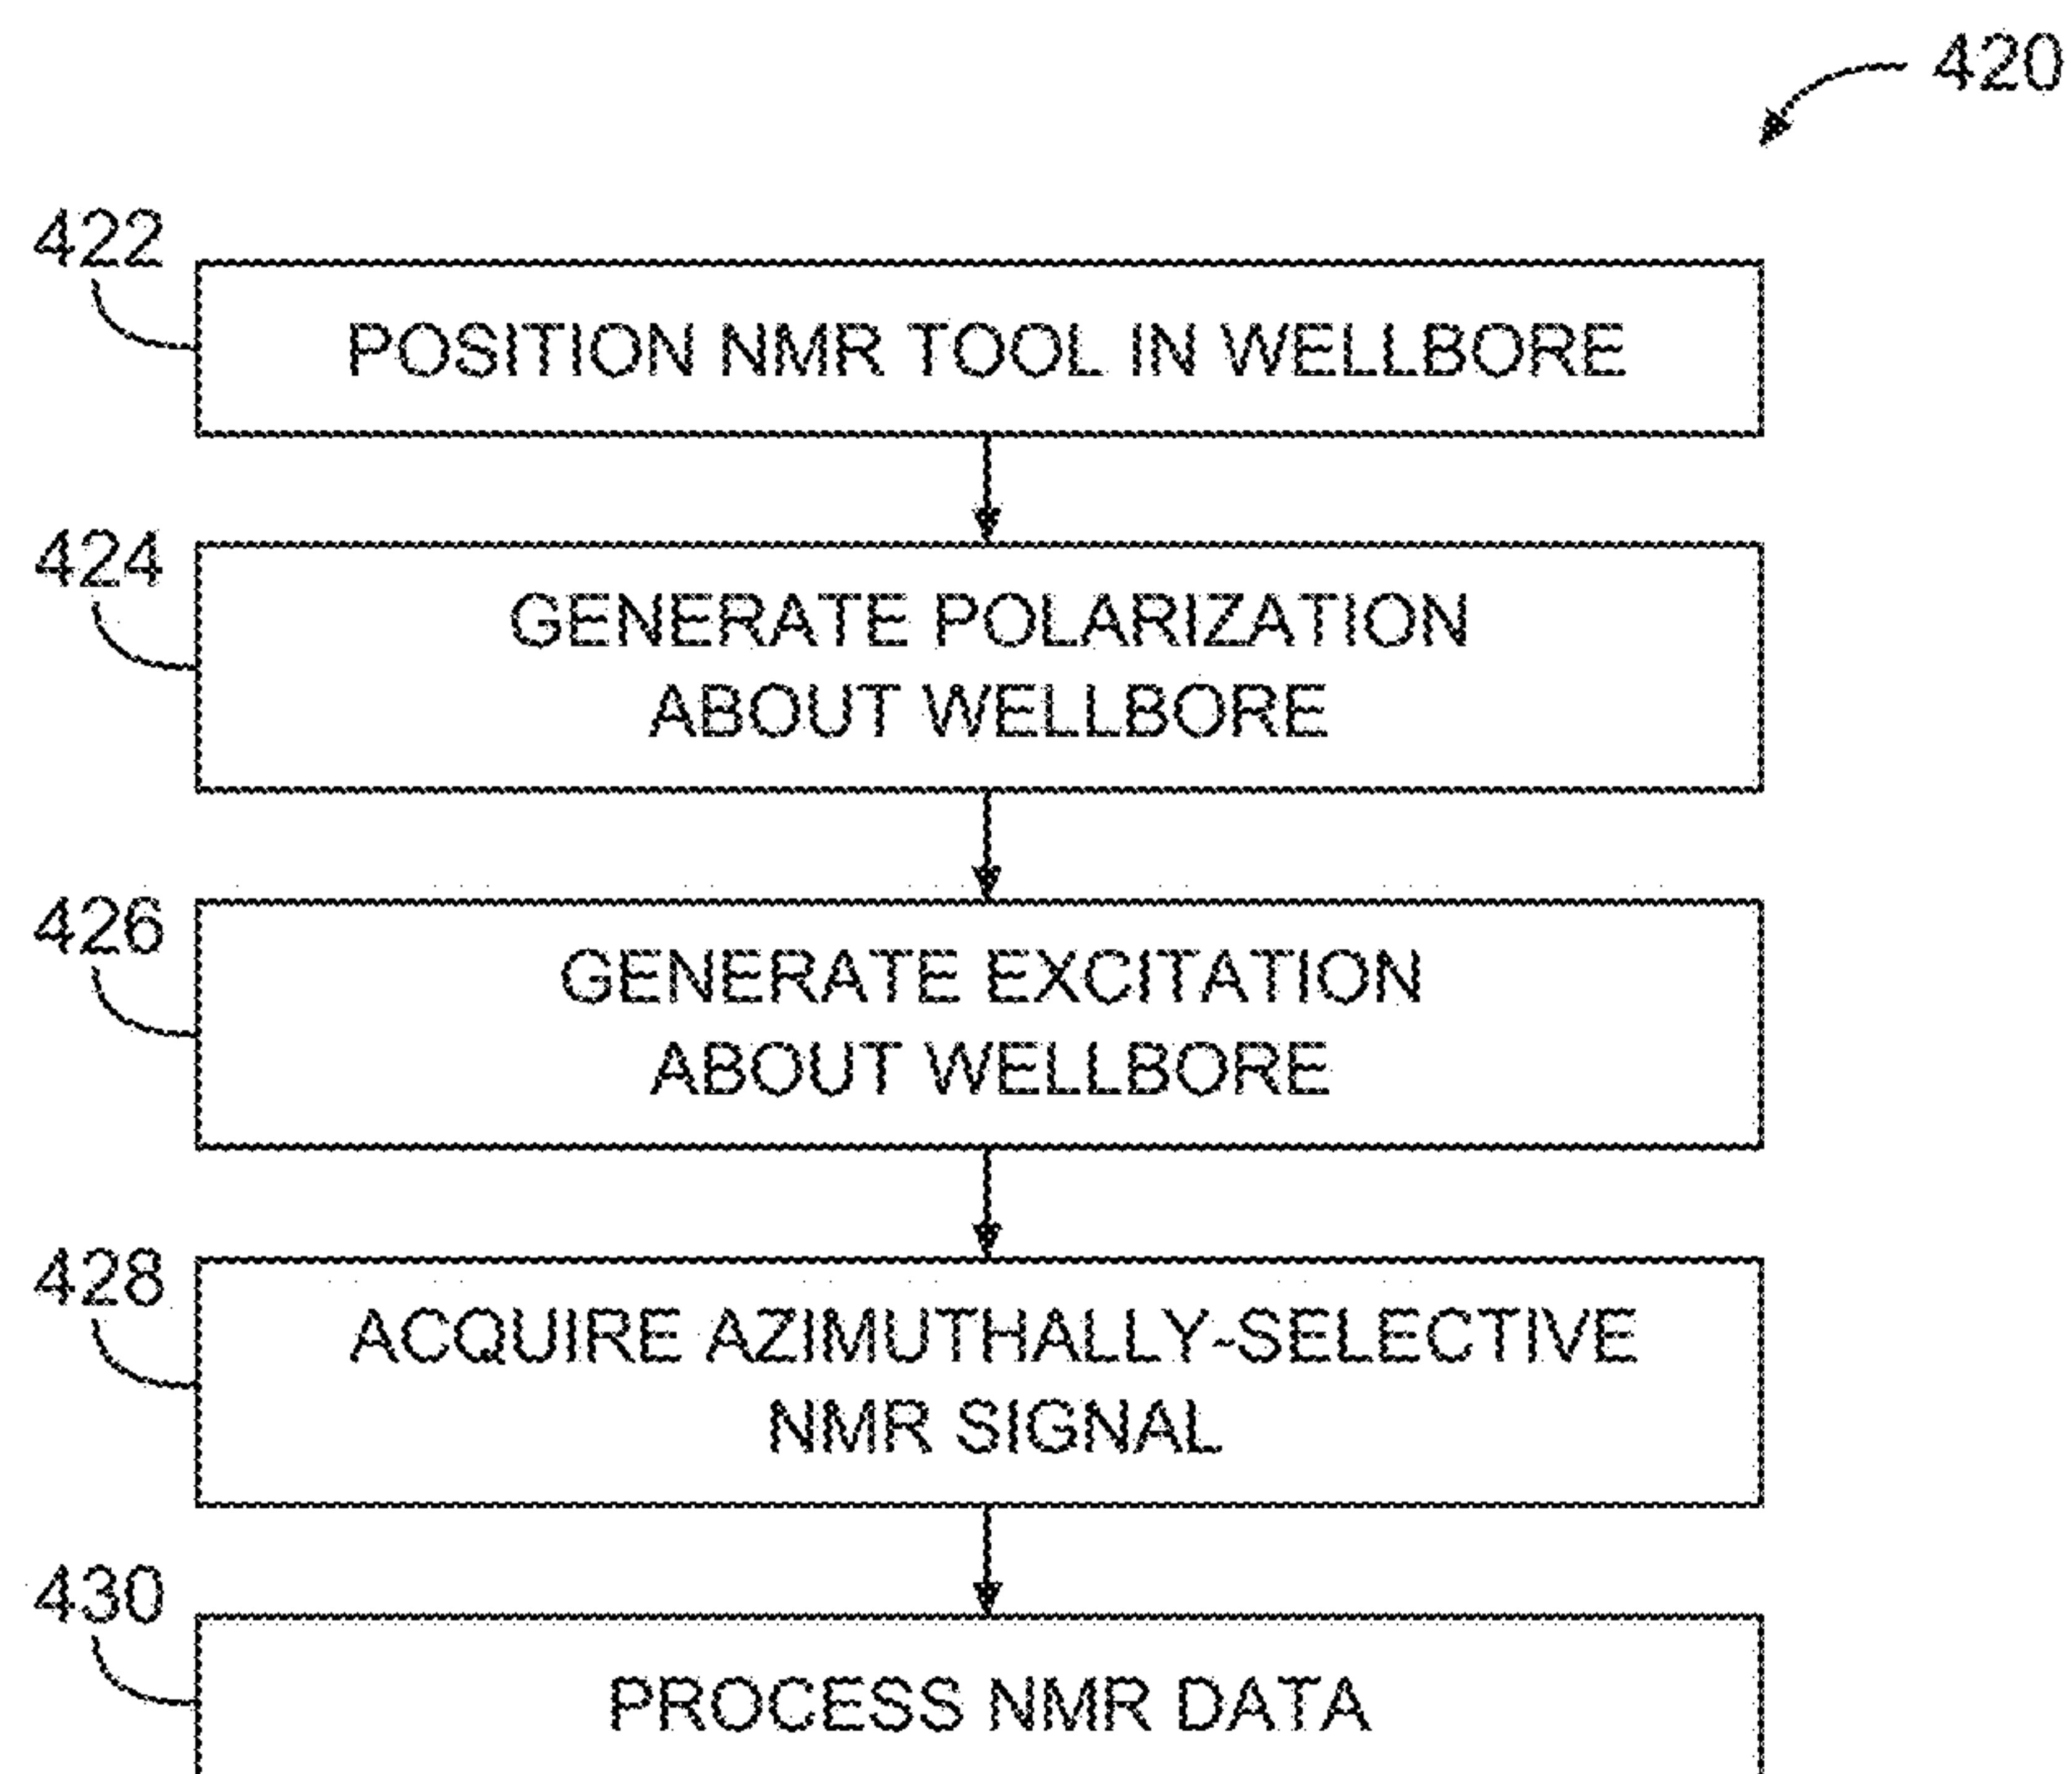 420
422
POSITION NMR TOOL IN WELLBORE
424
GENERATE POLARIZATION
ABOUT WELLBORE
426
GENERATE EXCITATION
ABOUT WELLBORE
428
ACQUIRE AZIMUTHALLY-SELECTIVE
NMR SIGNAL
430
PROCESS NMR DATA